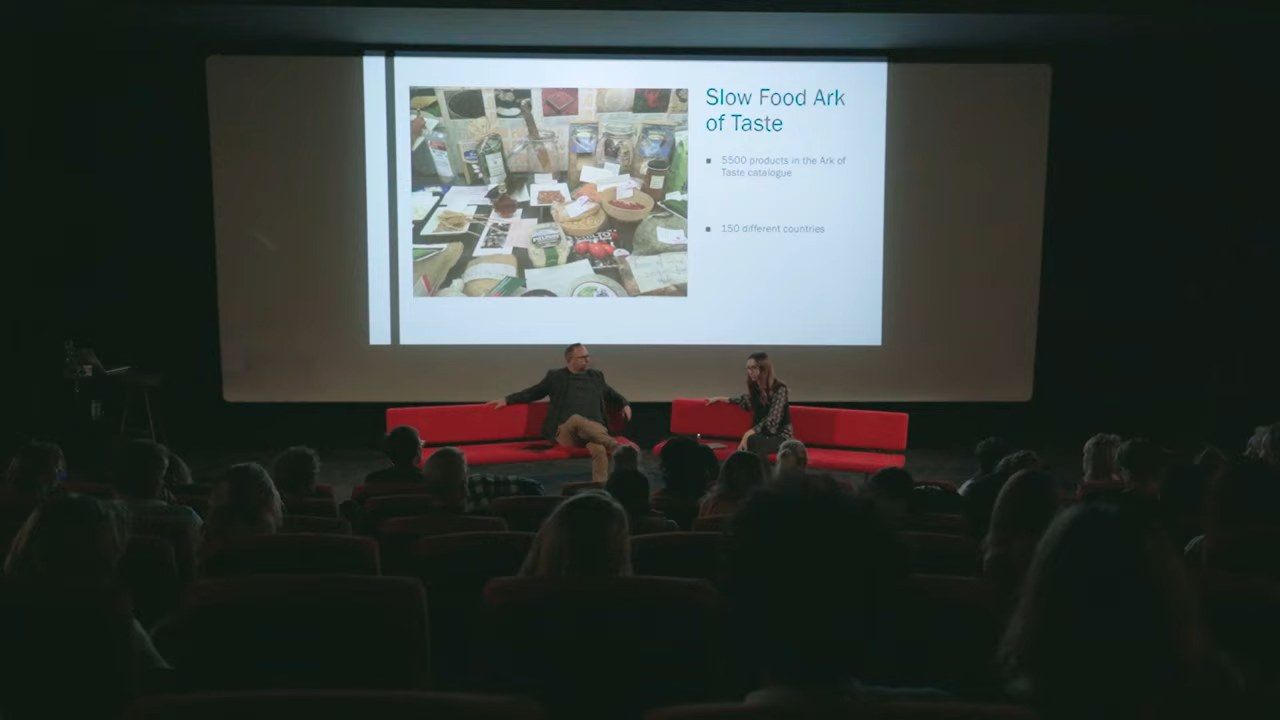 Slow Food Ark
of Taste
5500 products in the Ark of
Taste catalogue
150 different countries